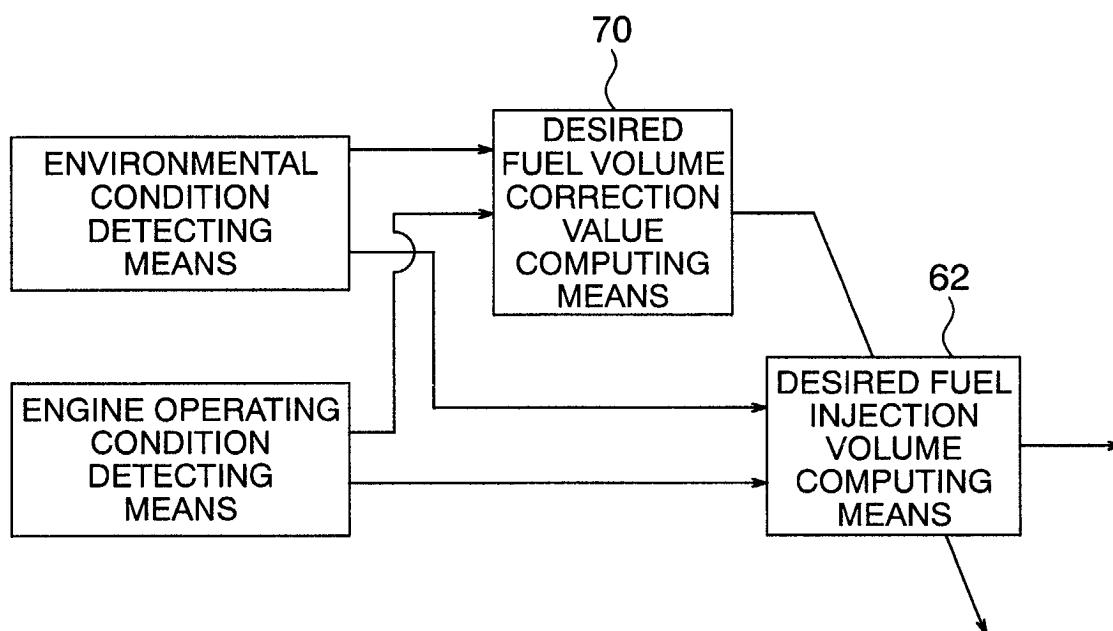 70
DESIRED
FUEL VOLUME
CORRECTION
VALUE
COMPUTING
MEANS
ENVIRONMENTAL
CONDITION
DETECTING
MEANS
62
DESIRED FUEL
INJECTION
VOLUME
COMPUTING
MEANS
ENGINE OPERATING
CONDITION
DETECTING
MEANS